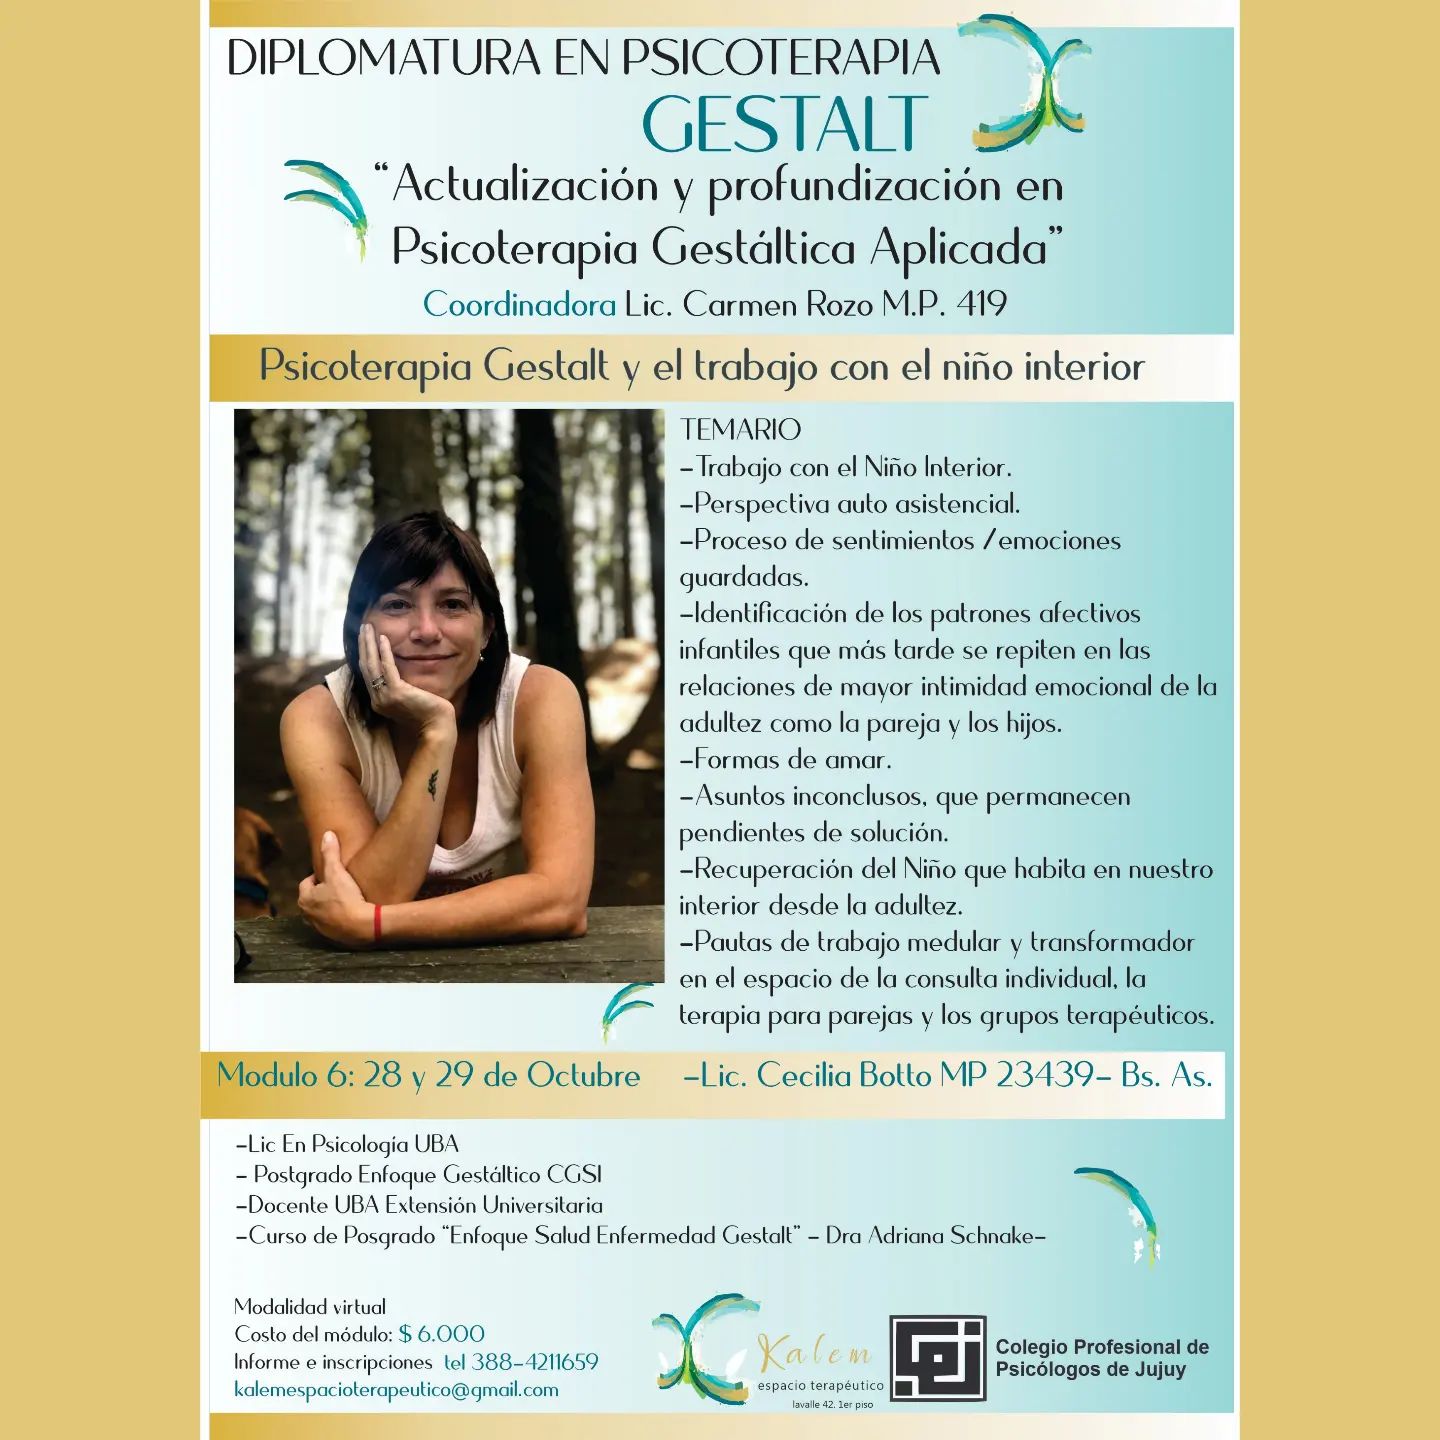 DIPLOMATURA EN PSICOTERAPIA
GESTALT
“Actualización y profundización en
Psicoterapia Gestáltica Aplicada”
Coordinadora Lic. Carmen Rozo M.P. 419
Psicoterapia Gestalt y el trabajo con el niño interior
TEMARIO
-Trabajo con el Niño Interior.
-Perspectiva auto asistencial.
-Proceso de sentimientos /emociones
guardadas.
-Identificación de los patrones afectivos
infantiles que más tarde se repiten en las
relaciones de mayor intimidad emocional de la
adultez como la pareja y los hijos.
-Formas de amar.
-Asuntos inconclusos, que permanecen
pendientes de solución.
-Recuperación del Niño que habita en nuestro
interior desde la adultez.
-Pautas de trabajo medular y transformador
en el espacio de la consulta individual, la
terapia para parejas y los grupos terapéuticos.
Modulo 6: 28 y 29 de Octubre -Lic. Cecilia Botto MP 23439- Bs. As.
-Lic En Psicología UBA
- Postgrado Enfoque Gestáltico CGSI
-Docente UBA Extensión Universitaria
-Curso de Posgrado “Enfoque Salud Enfermedad Gestalt” - Dra Adriana Schnake-
Modalidad virtual
Costo del módulo: $ 6.000
Informe e inscripciones tel 388-4211659
kalemespacioterapeutico@gmail.com
Kalem
espacio terapéutico
lavalle 42. 1er piso
Colegio Profesional de
Psicólogos de Jujuy